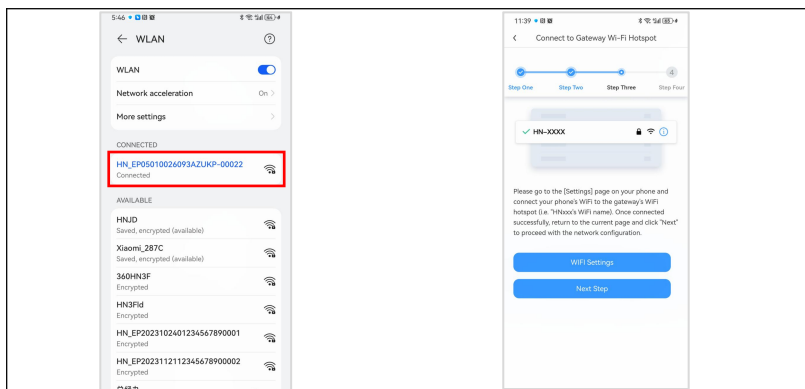 5:46
WLAN
WLAN
Network acceleration
On
More settings
CONNECTED
HN_EP05010026093AZUKP-00022
Connected
AVAILABLE
HNJD
Saved, encrypted (available)
Xiaomi_287C
Saved, encrypted (available)
360HN3F
Encrypted
HN3Fld
Encrypted
HN_EP2023102401234567890001
Encrypted
HN_EP2023112112345678900002
Encrypted
11:39
Connect to Gateway Wi-Fi Hotspot
4
Step One
Step Two
Step Three
Step Four
HN-XXXX
Please go to the [Settings] page on your phone and
connect your phone's WiFi to the gateway's WiFi
hotspot (i.e. "HNxxx's WiFi name). Once connected
successfully, return to the current page and click "Next"
to proceed with the network configuration.
WIFI Settings
Next Step